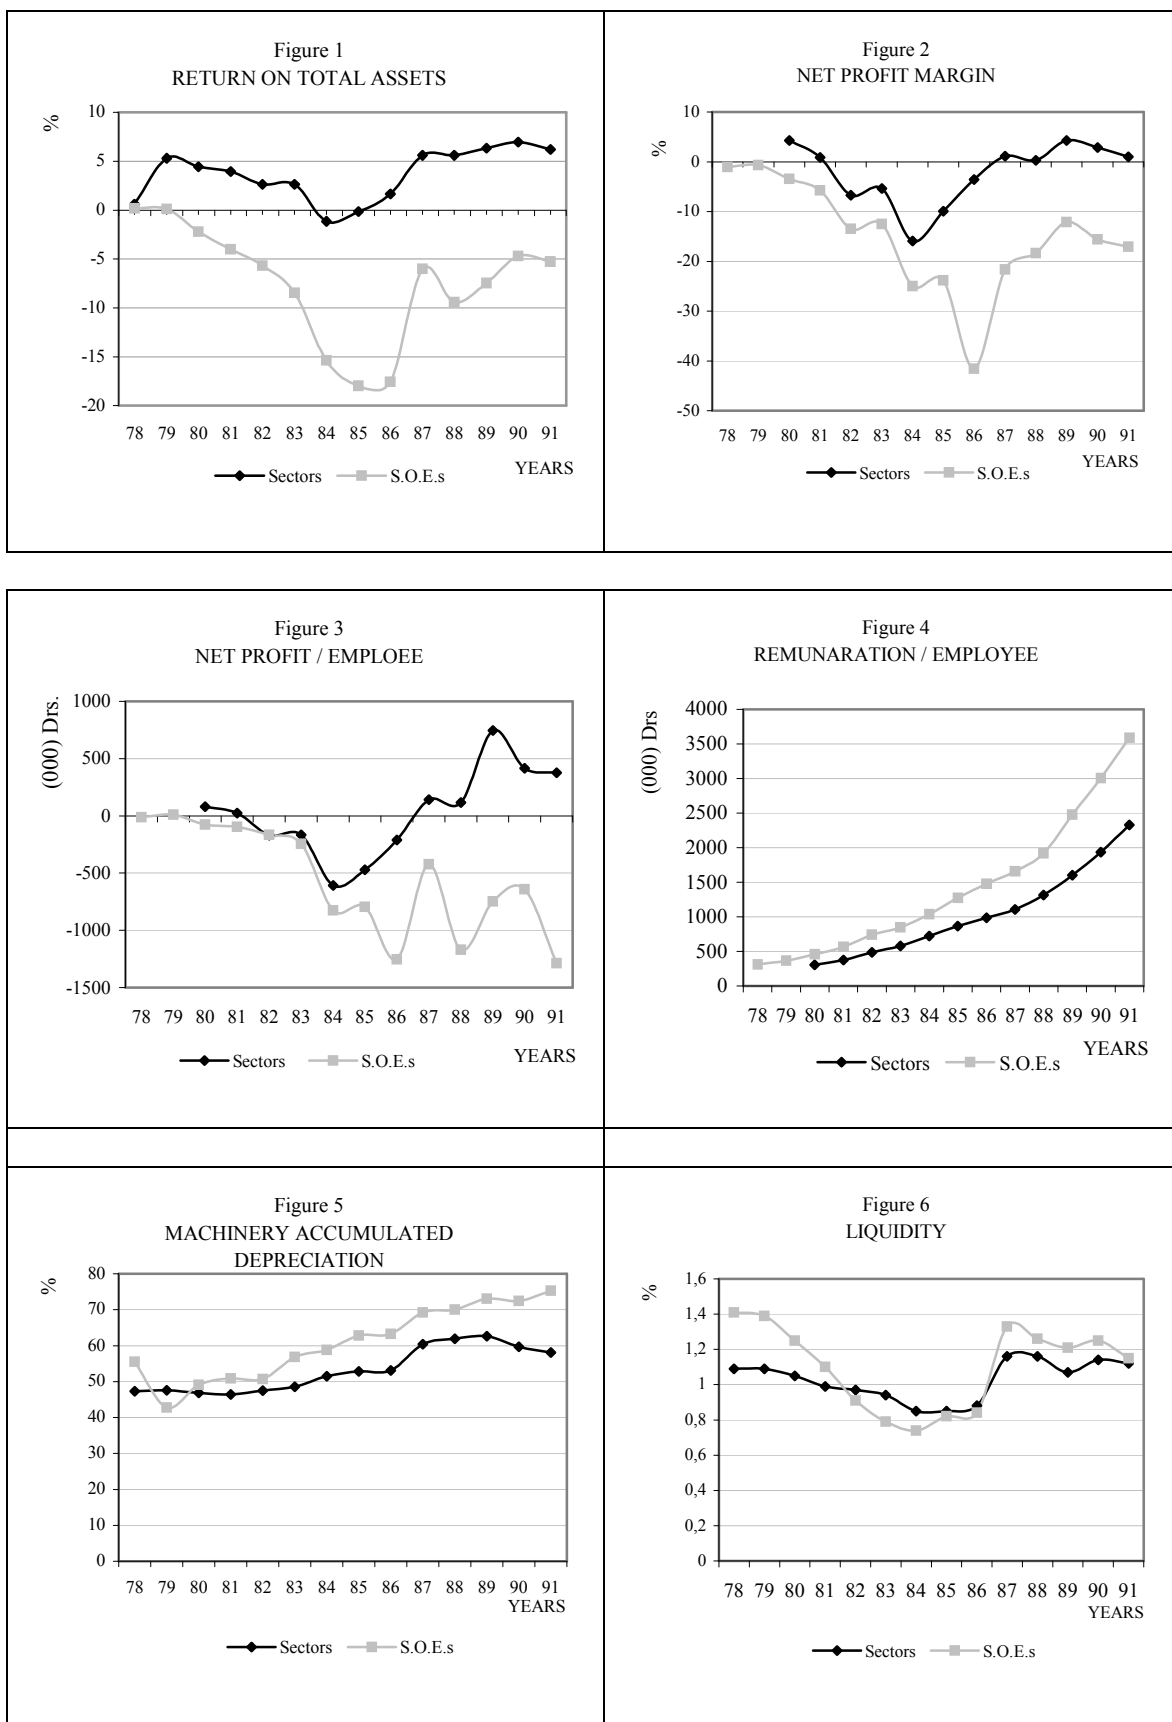 Figure 1
RETURN ON TOTAL ASSETS
%
10
5
0
-5
-10
-15
-20
78 79 80 81 82 83 84 85 86 87 88 89 90 91
YEARS
Sectors S.O.E.s
Figure 2
NET PROFIT MARGIN
%
10
0
-10
-20
-30
-40
-50
78 79 80 81 82 83 84 85 86 87 88 89 90 91
YEARS
Sectors S.O.E.s
Figure 3
NET PROFIT / EMPLOEE
(000) Drs.
1000
500
0
-500
-1000
-1500
78 79 80 81 82 83 84 85 86 87 88 89 90 91
YEARS
Sectors S.O.E.s
Figure 4
REMUNARATION / EMPLOYEE
(000) Drs
4000
3500
3000
2500
2000
1500
1000
500
0
78 79 80 81 82 83 84 85 86 87 88 89 90 91
YEARS
Sectors S.O.E.s
Figure 5
MACHINERY ACCUMULATED
DEPRECIATION
%
80
70
60
50
40
30
20
10
0
78 79 80 81 82 83 84 85 86 87 88 89 90 91
YEARS
Sectors S.O.E.s
Figure 6
LIQUIDITY
%
1,6
1,4
1,2
1
0,8
0,6
0,4
0,2
0
78 79 80 81 82 83 84 85 86 87 88 89 90 91
YEARS
Sectors S.O.E.s